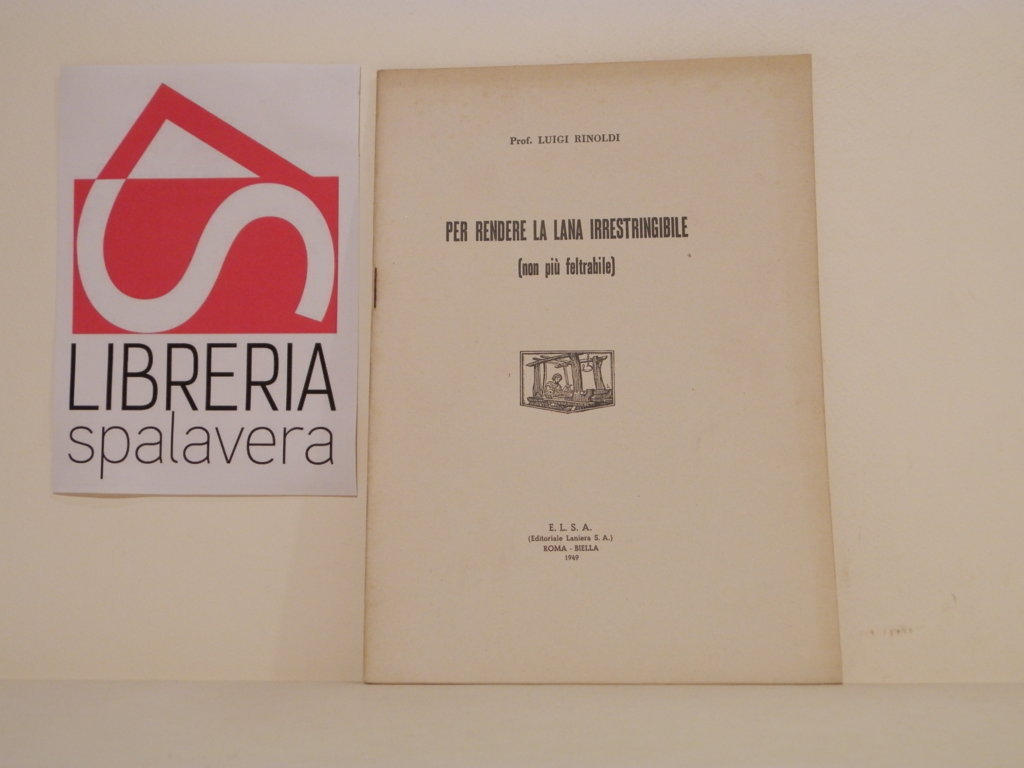 LIBRERIA
spalavera
Prof. LUIGI RINOLDI
PER RENDERE LA LANA IRRESTRINGIBILE
(non più feltrabile)
E. L. S. A.
(Editoriale Laniera S. A.)
ROMA - BIELLA
1949